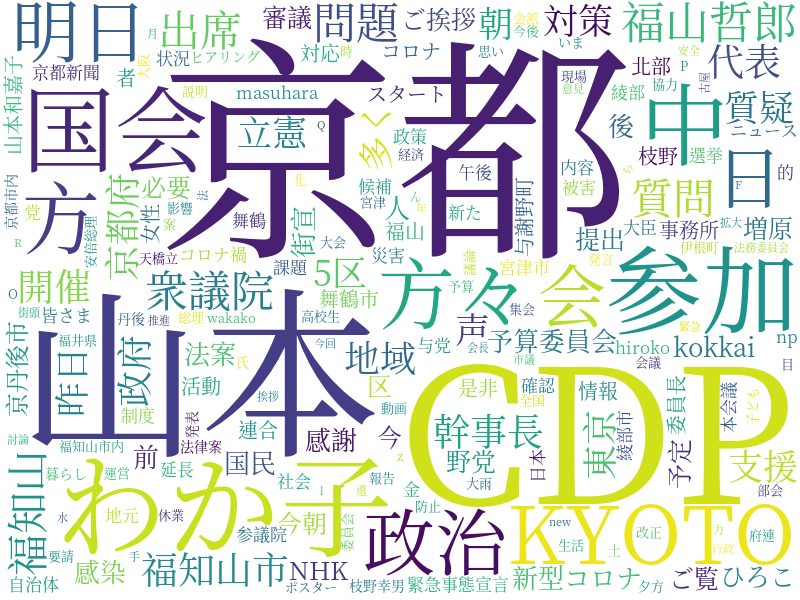 明日
出席
審議
問題
ご挨拶
朝
対策
福山哲郎
京都新聞
者
状況
ヒアリング
対応
時
コロナ
思い
今後
いま
北部
代表
京都
国会
山本和嘉子
大阪
説明
masuhara
スタート
現場
意見
協力
安全
P
古屋
綾部
質疑
ニュース
立憲
多く
政策
経済
中
後
方
必要
京都府
京都市内
党
安倍総理
影響
案
法
化
Q
候補
宮津
ん
年
午後
新た
内容
被害
枝野
選挙
日
F
的
質問
人
与謝野町
女性
舞鶴
街宣
福山
災害
提出
大臣
事務所
増原
R
天橋立
コロナ禍
課題
大会
方々
会
参加
伊根町
拡大
法務委員会
開催
衆議院
5区
舞鶴市
宮津市
発言
O
街頭
皆さま
丹後
推進
総理
wakako
高校生
予算
集会
声
予算委員会
緊急
京丹後市
昨日
政府
福井県
氏
今回
与党
会長
市議
hiroko
会議
kokkai
np
目
山本
法案
地域
CDP
活動
挨拶
区
是非
確認
情報
委員長
本会議
子ども
制度
発表
連合
感謝
動画
幹事長
全国
東京
綾部市
予定
討論
福知山市内
法律案
前
今
野党
日本
支援
福知山
わか子
暮らし
運営
延長
国民
社会
1
報告
z
金
防止
大雨
部会
水
地元
休業
今朝
参議院
委員会
政治
KYOTO
new
改正
力
行政
府連
要請
手
生活
土
自治体
感染
福知山市
NHK
ポスター
枝野幸男
緊急事態宣言
新型コロナ
夕方
ご覧
ひろこ